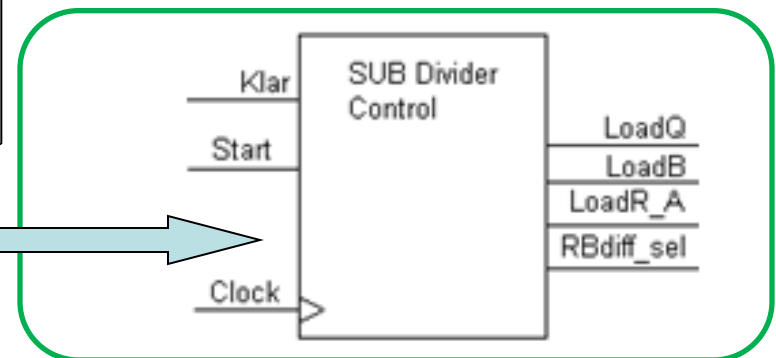 Klar
Start
Clock
SUB Divider
Control
LoadQ
LoadB
LoadR_A
RBdiff_sel